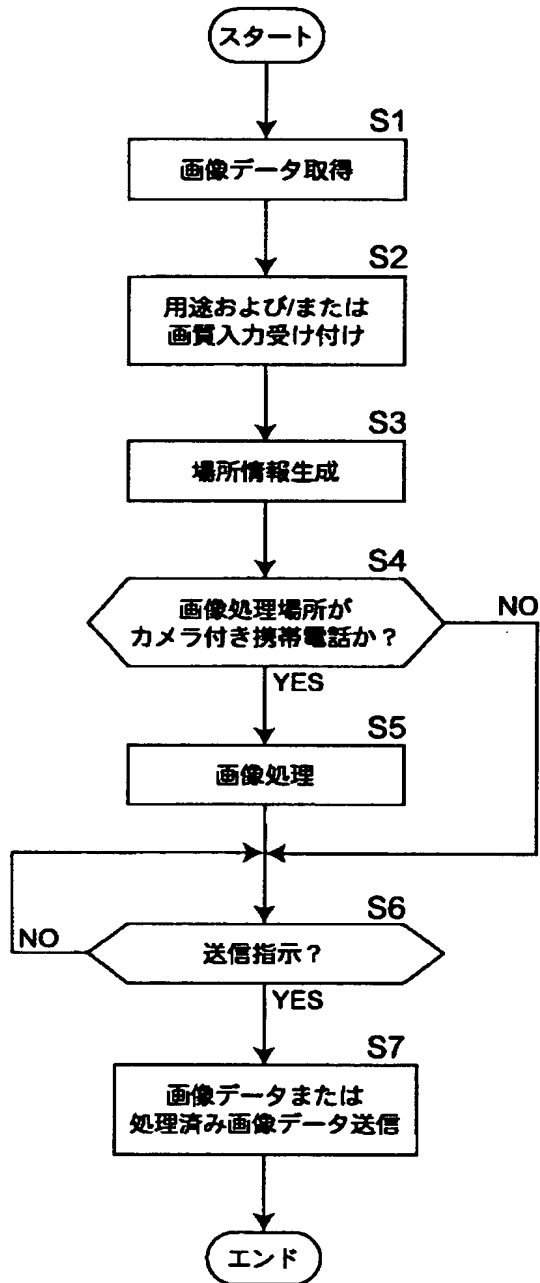 スタート
S1
画像データ取得
S2
用途および/または
画質入力受け付け
S3
場所情報生成
S4
画像処理場所が
カメラ付き携帯電話か？
NO
YES
S5
画像処理
S6
NO
送信指示？
YES
S7
画像データまたは
処理済み画像データ送信
エンド